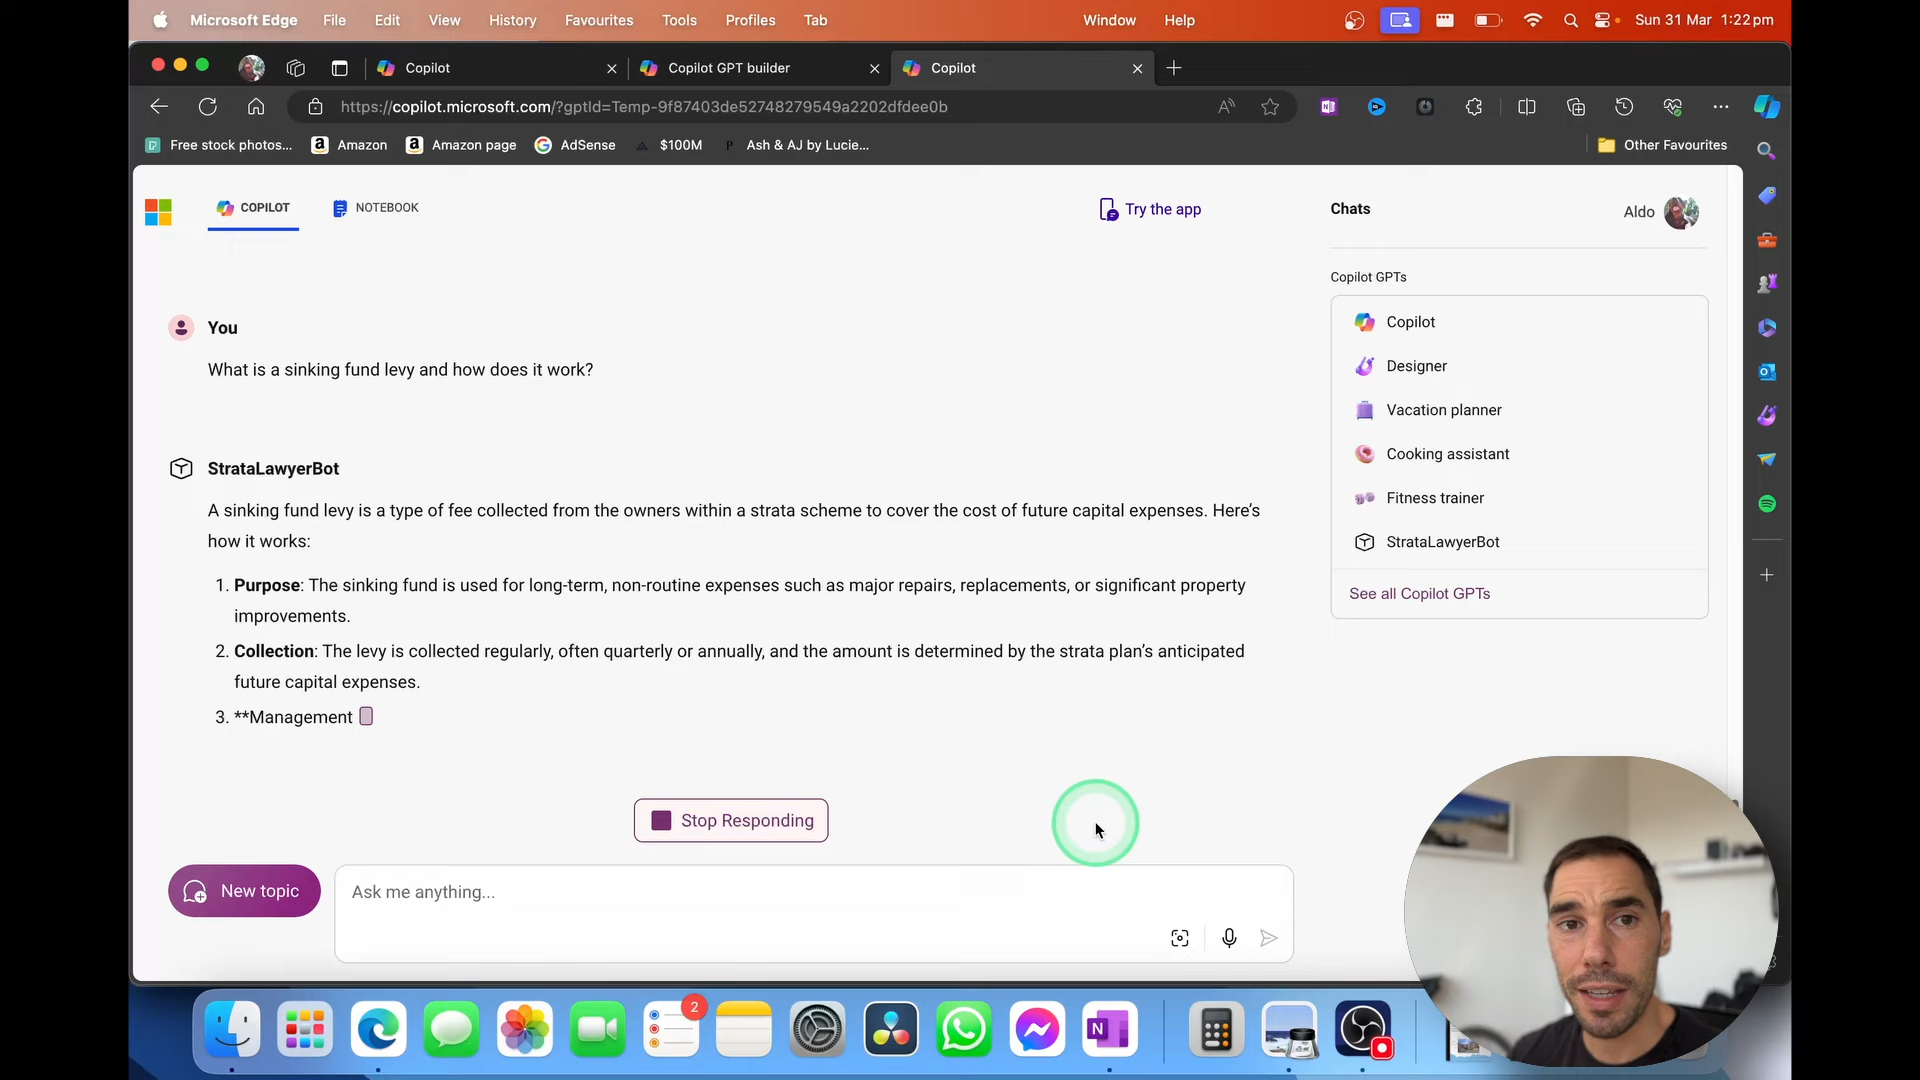 Microsoft Edge File Edit View History Favourites Tools Profiles Tab Window Help Sun 31 Mar 1:22 pm
Copilot Copilot GPT builder Copilot
https://copilot.microsoft.com/?gptId=Temp-9f87403de52748279549a2202dfdee0b
Free stock photos... Amazon Amazon page AdSense $100M Ash & AJ by Lucie... Other Favourites
COPILOT NOTEBOOK Try the app Chats Aldo
Copilot GPTs
You
What is a sinking fund levy and how does it work?
StrataLawyerBot
A sinking fund levy is a type of fee collected from the owners within a strata scheme to cover the cost of future capital expenses. Here's
how it works:
1. Purpose: The sinking fund is used for long-term, non-routine expenses such as major repairs, replacements, or significant property
improvements.
2. Collection: The levy is collected regularly, often quarterly or annually, and the amount is determined by the strata plan's anticipated
future capital expenses.
3. **Management
Copilot
Designer
Vacation planner
Cooking assistant
Fitness trainer
StrataLawyerBot
See all Copilot GPTs
Stop Responding
New topic
Ask me anything...
2